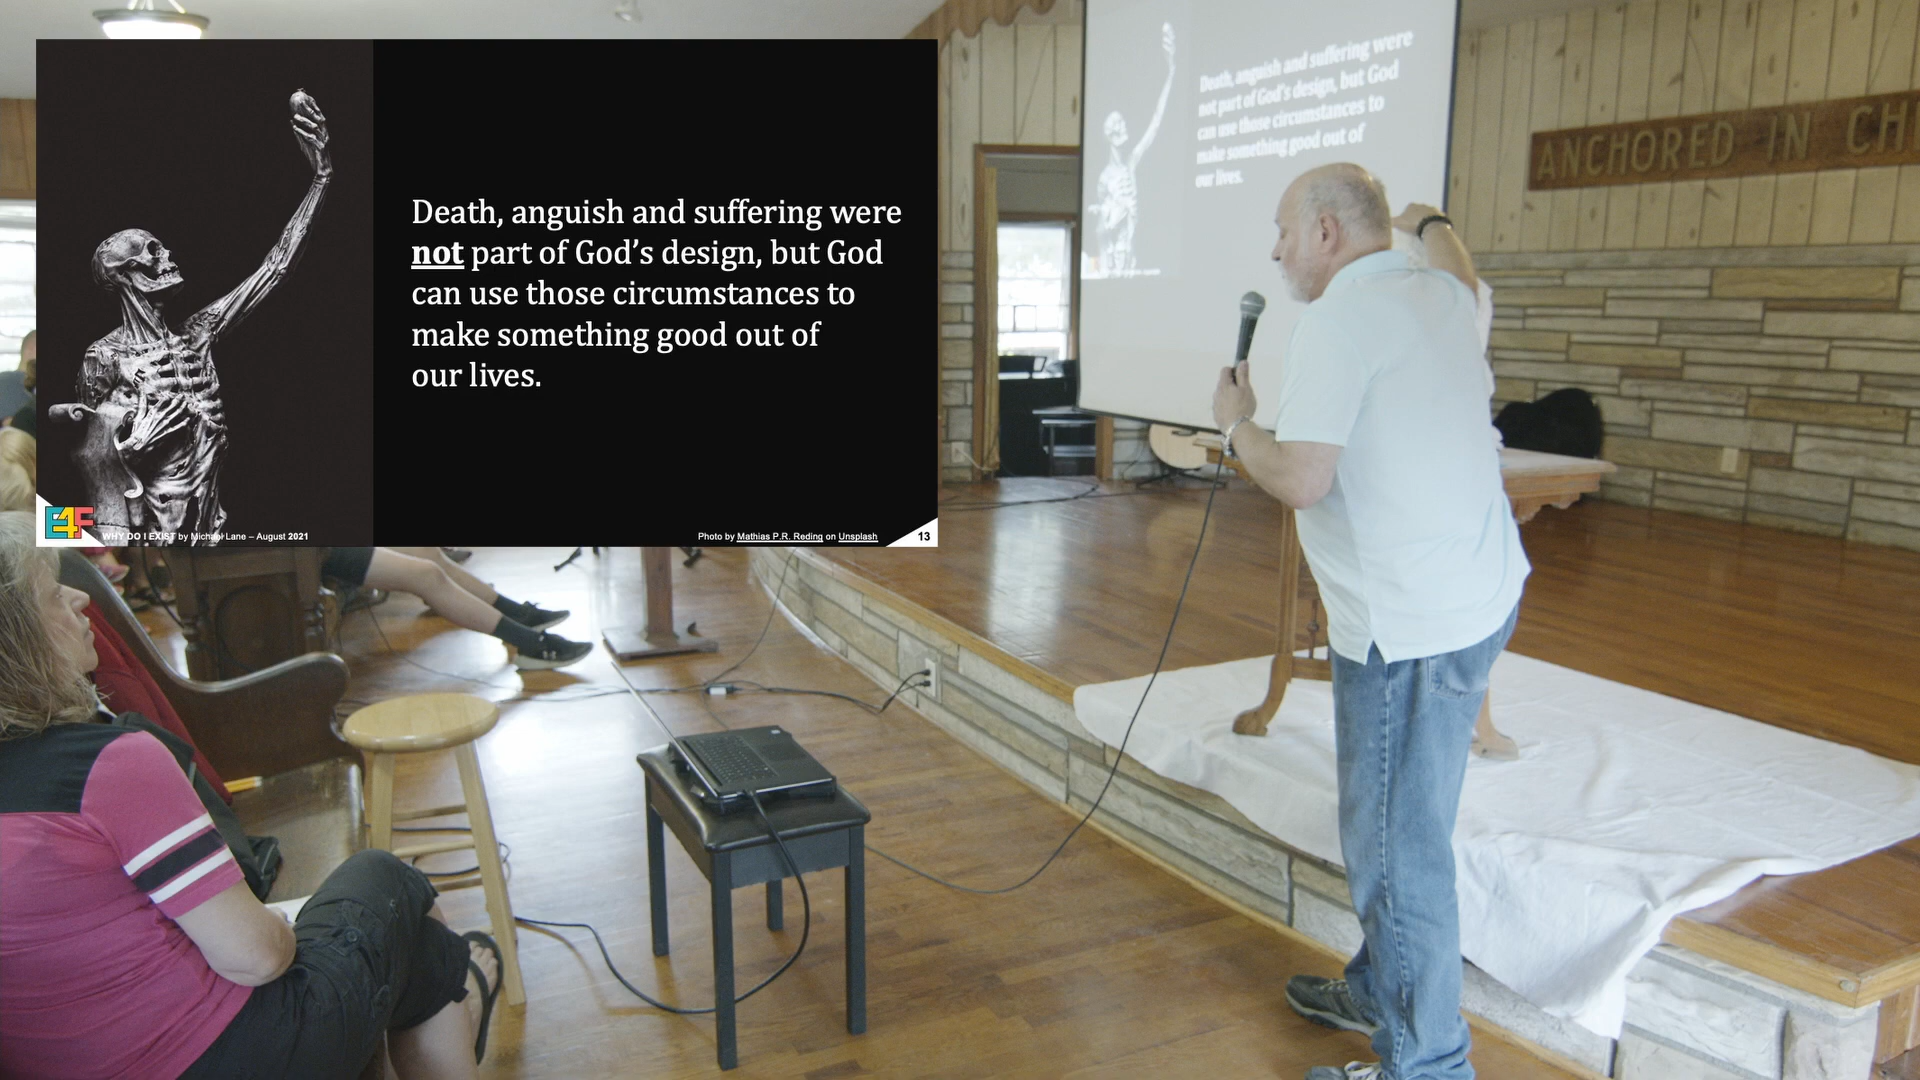 Death, anguish and suffering were
not part of God’s design, but God
can use those circumstances to
make something good out of
our lives.
E4F
WHY DO I EXIST by Michael Lane – August 2021
Photo by Mathias P.R. Reding on Unsplash
13
Death, anguish and suffering were
not part of God's design, but God
can use those circumstances to
make something good out of
our lives.
ANCHORED IN CH